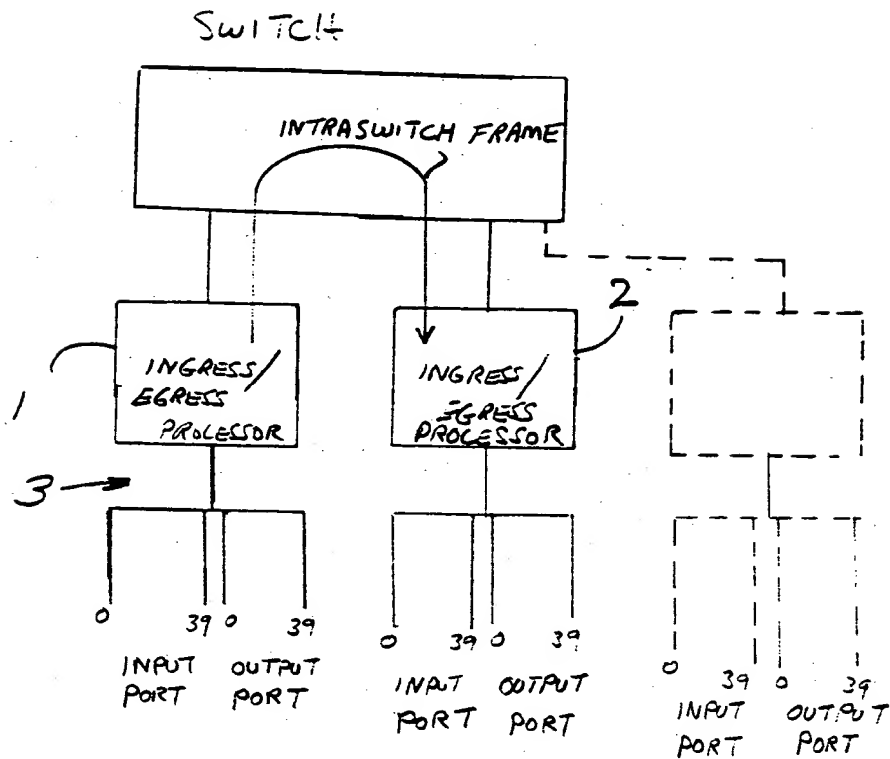 SWITCH
INTRASWITCH FRAME
1
INGRESS/
EGRESS
PROCESSOR
2
INGRESS/
EGRESS
PROCESSOR
3
0 39 0 39
INPUT PORT
OUTPUT PORT
0 39 0 39
INPUT PORT
OUTPUT PORT
0 39 0 39
INPUT PORT
OUTPUT PORT